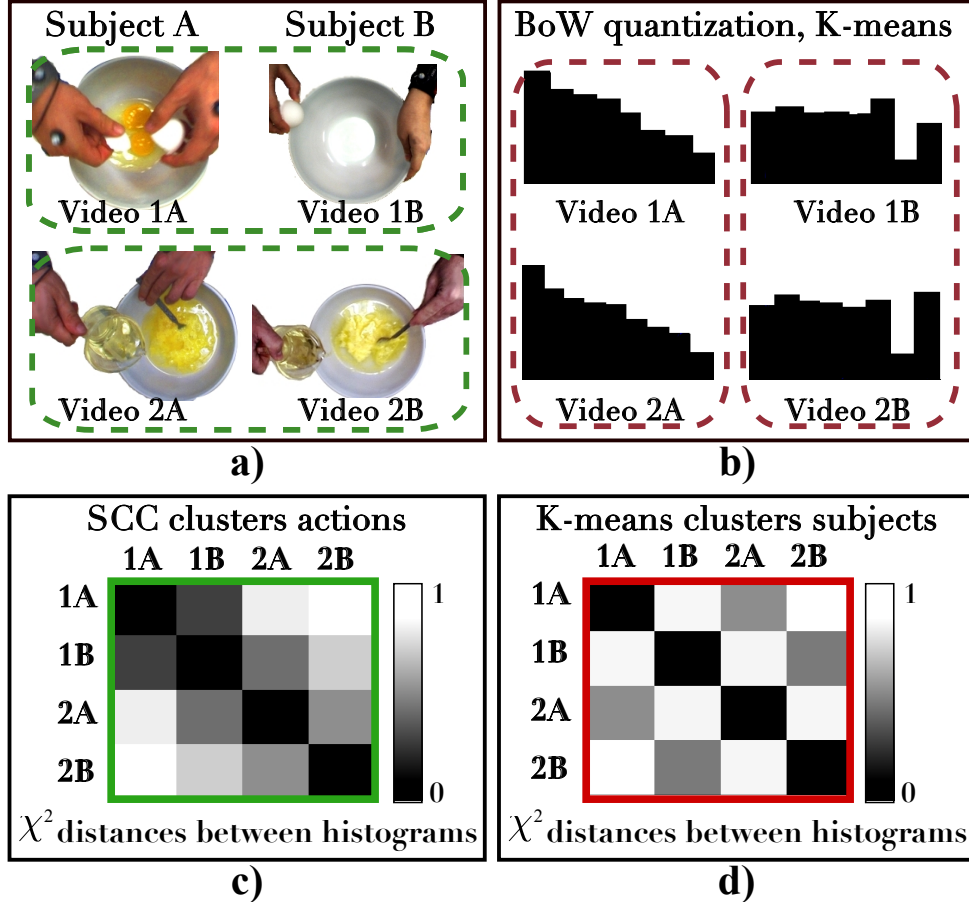 Subject A Subject B
Video 1A Video 1B
Video 2A Video 2B
a)
BoW quantization, K-means
Video 1A Video 1B
Video 2A Video 2B
b)
SCC clusters actions
1A 1B 2A 2B
1A
1B
2A
2B
1
0
χ² distances between histograms
c)
K-means clusters subjects
1A 1B 2A 2B
1A
1B
2A
2B
1
0
χ² distances between histograms
d)